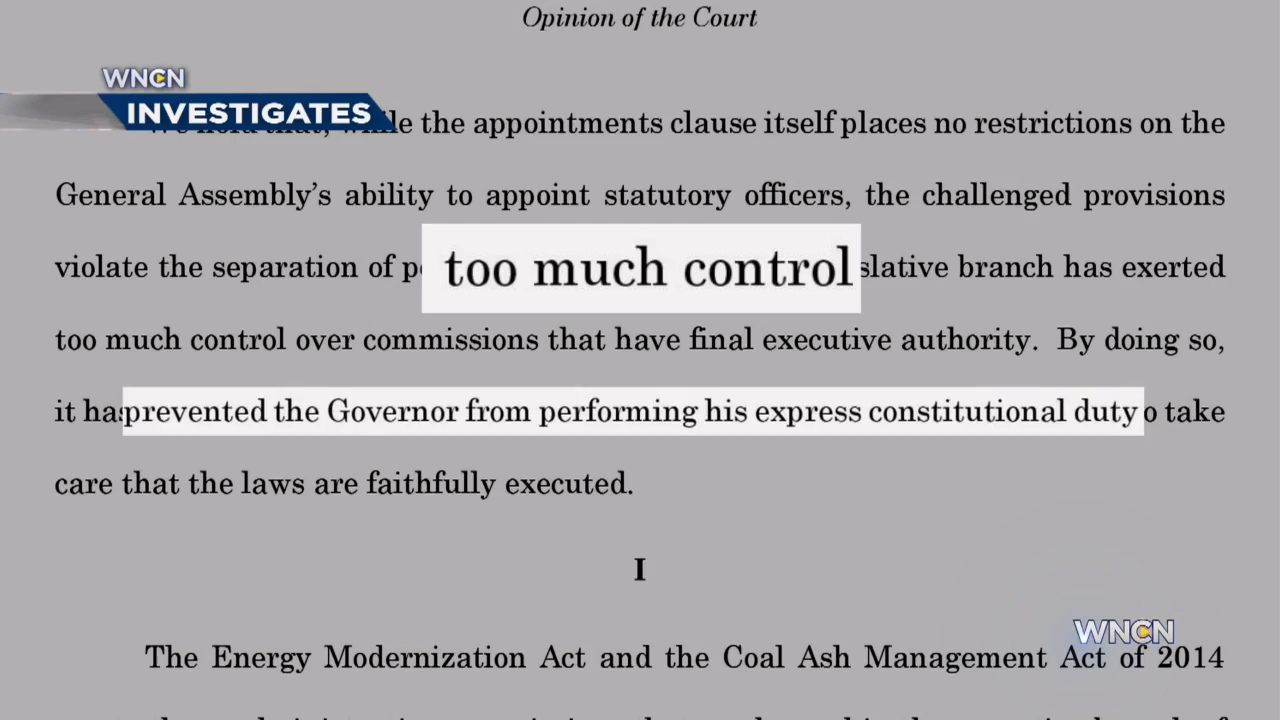 Opinion of the Court
WNCN
INVESTIGATES
the appointments clause itself places no restrictions on the
General Assembly's ability to appoint statutory officers, the challenged provisions
violate the separation of
too much control
branch has exerted
too much control over commissions that have final executive authority. By doing so,
it
prevented the Governor from performing his express constitutional duty
take
care that the laws are faithfully executed.
I
WNCN
The Energy Modernization Act and the Coal Ash Management Act of 2014